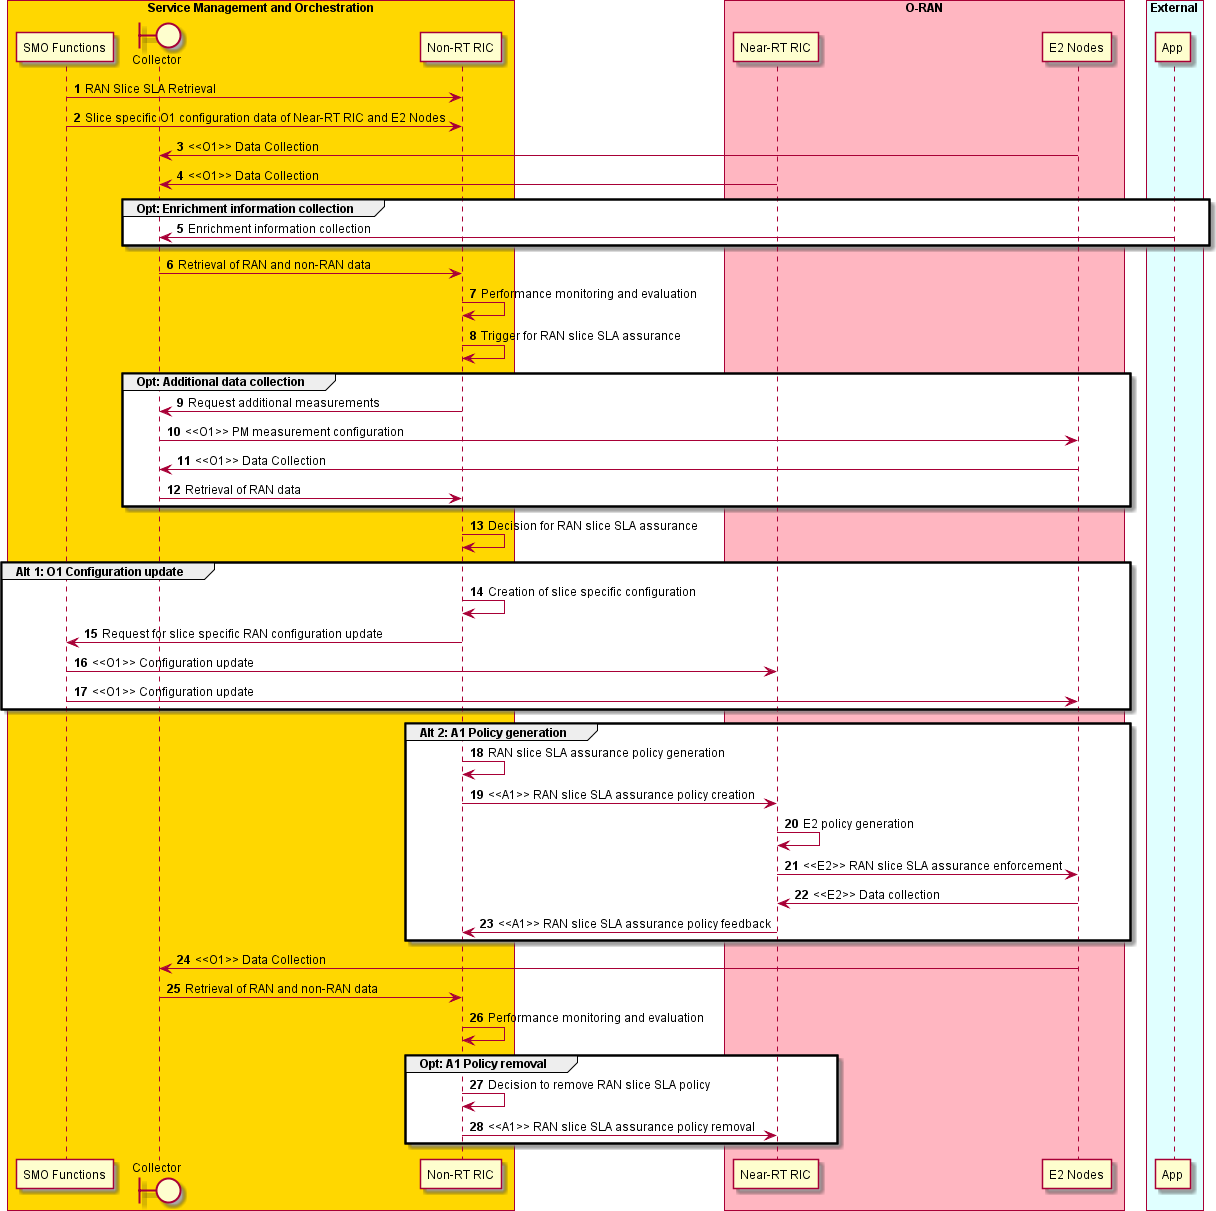 Service Management and Orchestration
O-RAN
External
SMO Functions
Collector
Non-RT RIC
Near-RT RIC
E2 Nodes
App
1 RAN Slice SLA Retrieval
2 Slice specific O1 configuration data of Near-RT RIC and E2 Nodes
3 <<O1>> Data Collection
4 <<O1>> Data Collection
Opt: Enrichment information collection
5 Enrichment information collection
6 Retrieval of RAN and non-RAN data
7 Performance monitoring and evaluation
8 Trigger for RAN slice SLA assurance
Opt: Additional data collection
9 Request additional measurements
10 <<O1>> PM measurement configuration
11 <<O1>> Data Collection
12 Retrieval of RAN data
13 Decision for RAN slice SLA assurance
Alt 1: O1 Configuration update
14 Creation of slice specific configuration
15 Request for slice specific RAN configuration update
16 <<O1>> Configuration update
17 <<O1>> Configuration update
Alt 2: A1 Policy generation
18 RAN slice SLA assurance policy generation
19 <<A1>> RAN slice SLA assurance policy creation
20 E2 policy generation
21 <<E2>> RAN slice SLA assurance enforcement
22 <<E2>> Data collection
23 <<A1>> RAN slice SLA assurance policy feedback
24 <<O1>> Data Collection
25 Retrieval of RAN and non-RAN data
26 Performance monitoring and evaluation
Opt: A1 Policy removal
27 Decision to remove RAN slice SLA policy
28 <<A1>> RAN slice SLA assurance policy removal
SMO Functions
Collector
Non-RT RIC
Near-RT RIC
E2 Nodes
App